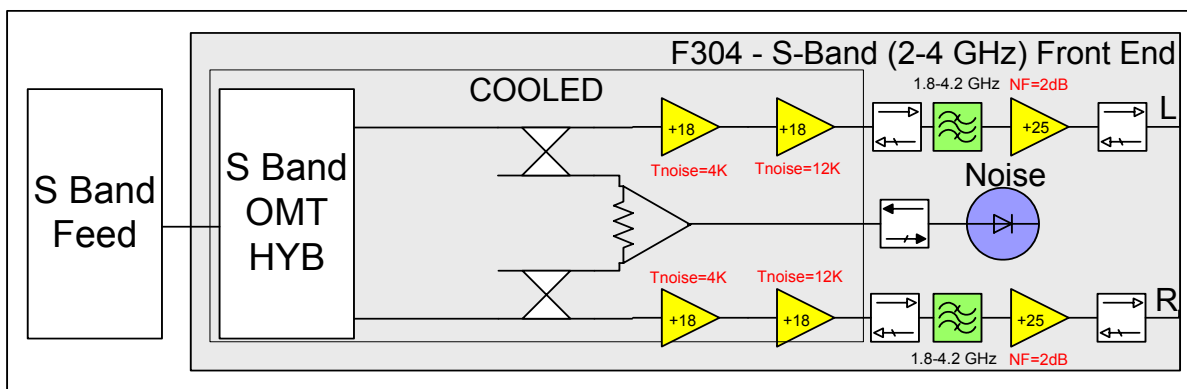 F304 - S-Band (2-4 GHz) Front End
COOLED
1.8-4.2 GHz
NF=2dB
+18
+18
+25
L
Tnoise=4K
Tnoise=12K
S Band
Feed
S Band
OMT
HYB
Noise
Tnoise=4K
Tnoise=12K
+18
+18
+25
R
1.8-4.2 GHz
NF=2dB